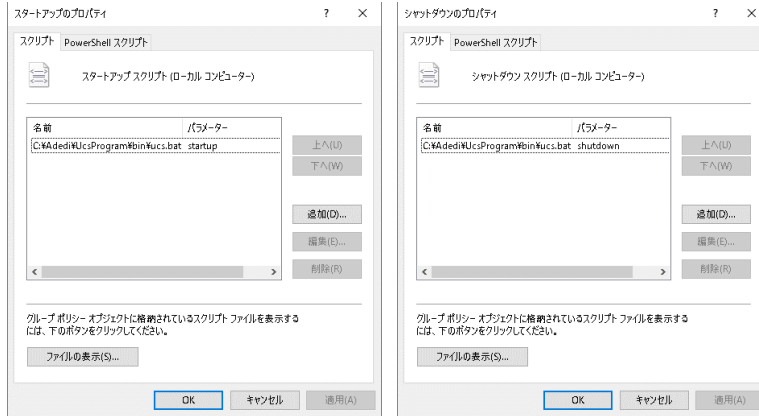 スタートアップのプロパティ
スクリプト PowerShell スクリプト
スタートアップ スクリプト (ローカル コンピューター)
名前 パラメーター
C:¥Adedi¥UcsProgram¥bin¥ucs.bat startup
上へ(U)
下へ(W)
追加(D)...
編集(E)...
削除(R)
グループ ポリシー オブジェクトに格納されているスクリプト ファイルを表示する
には、下のボタンをクリックしてください。
ファイルの表示(S)...
OK キャンセル 適用(A)
シャットダウンのプロパティ
スクリプト PowerShell スクリプト
シャットダウン スクリプト (ローカル コンピューター)
名前 パラメーター
C:¥Adedi¥UcsProgram¥bin¥ucs.bat shutdown
上へ(U)
下へ(W)
追加(D)...
編集(E)...
削除(R)
グループ ポリシー オブジェクトに格納されているスクリプト ファイルを表示する
には、下のボタンをクリックしてください。
ファイルの表示(S)...
OK キャンセル 適用(A)